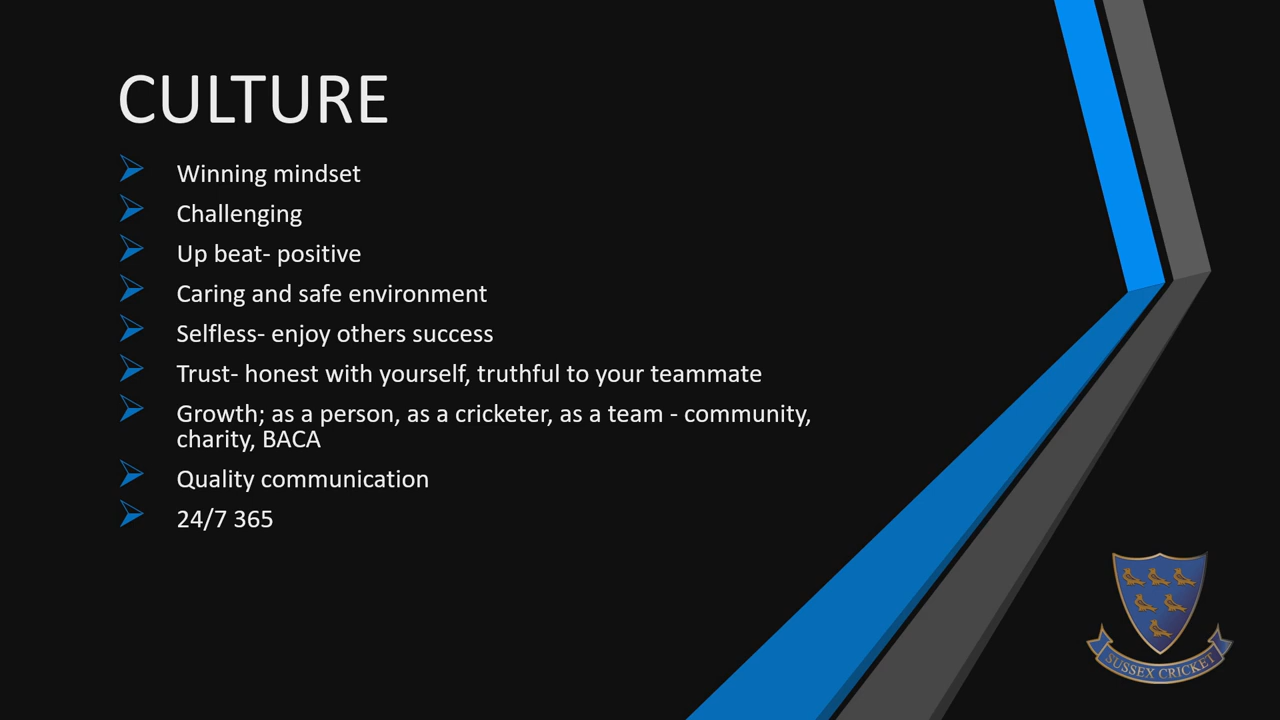 CULTURE
Winning mindset
Challenging
Up beat- positive
Caring and safe environment
Selfless- enjoy others success
Trust- honest with yourself, truthful to your teammate
Growth; as a person, as a cricketer, as a team - community,
charity, BACA
Quality communication
24/7 365
SUSSEX CRICKET